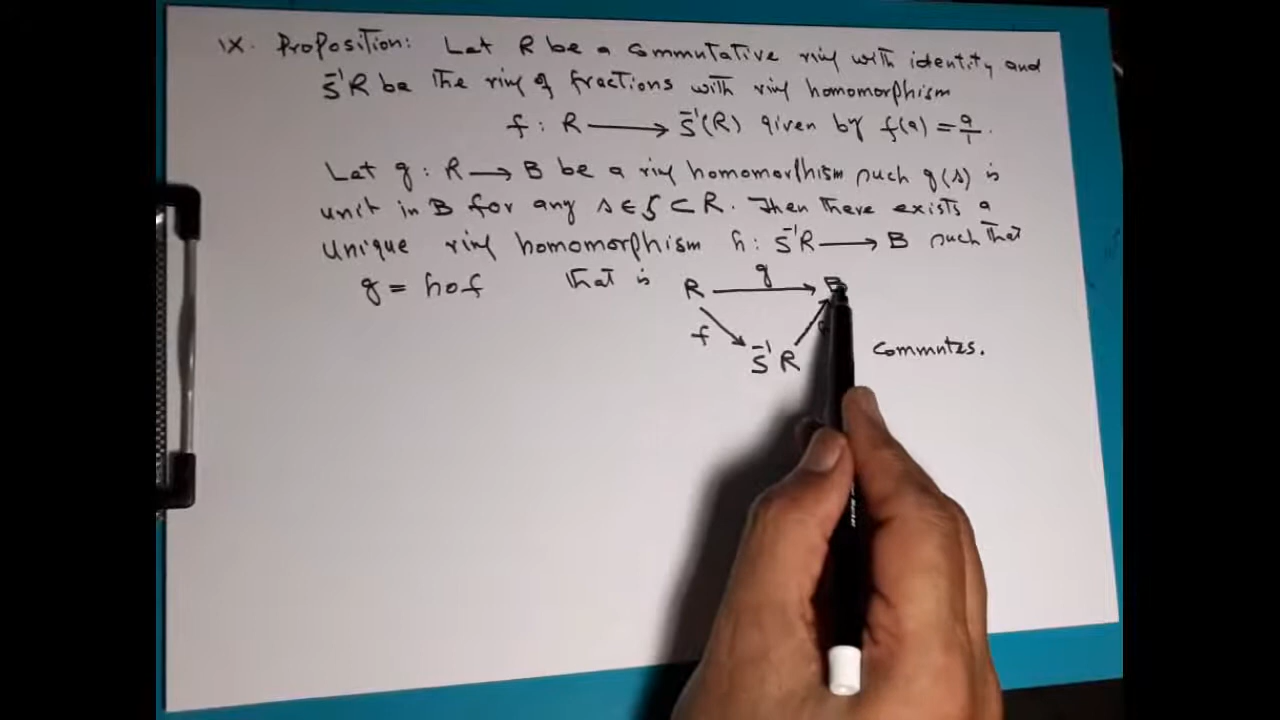 IX. Proposition: Let R be a commutative ring with identity and
S⁻¹R be the ring of fractions with ring homomorphism
f : R ⟶ S⁻¹(R) given by f(a) = a/1.
Let g : R ⟶ B be a ring homomorphism such g(s) is
unit in B for any s ∈ S ⊂ R. Then there exists a
unique ring homomorphism h : S⁻¹R ⟶ B such that
g = h∘f that is R ⟶ B
g
f
S⁻¹R commutes.